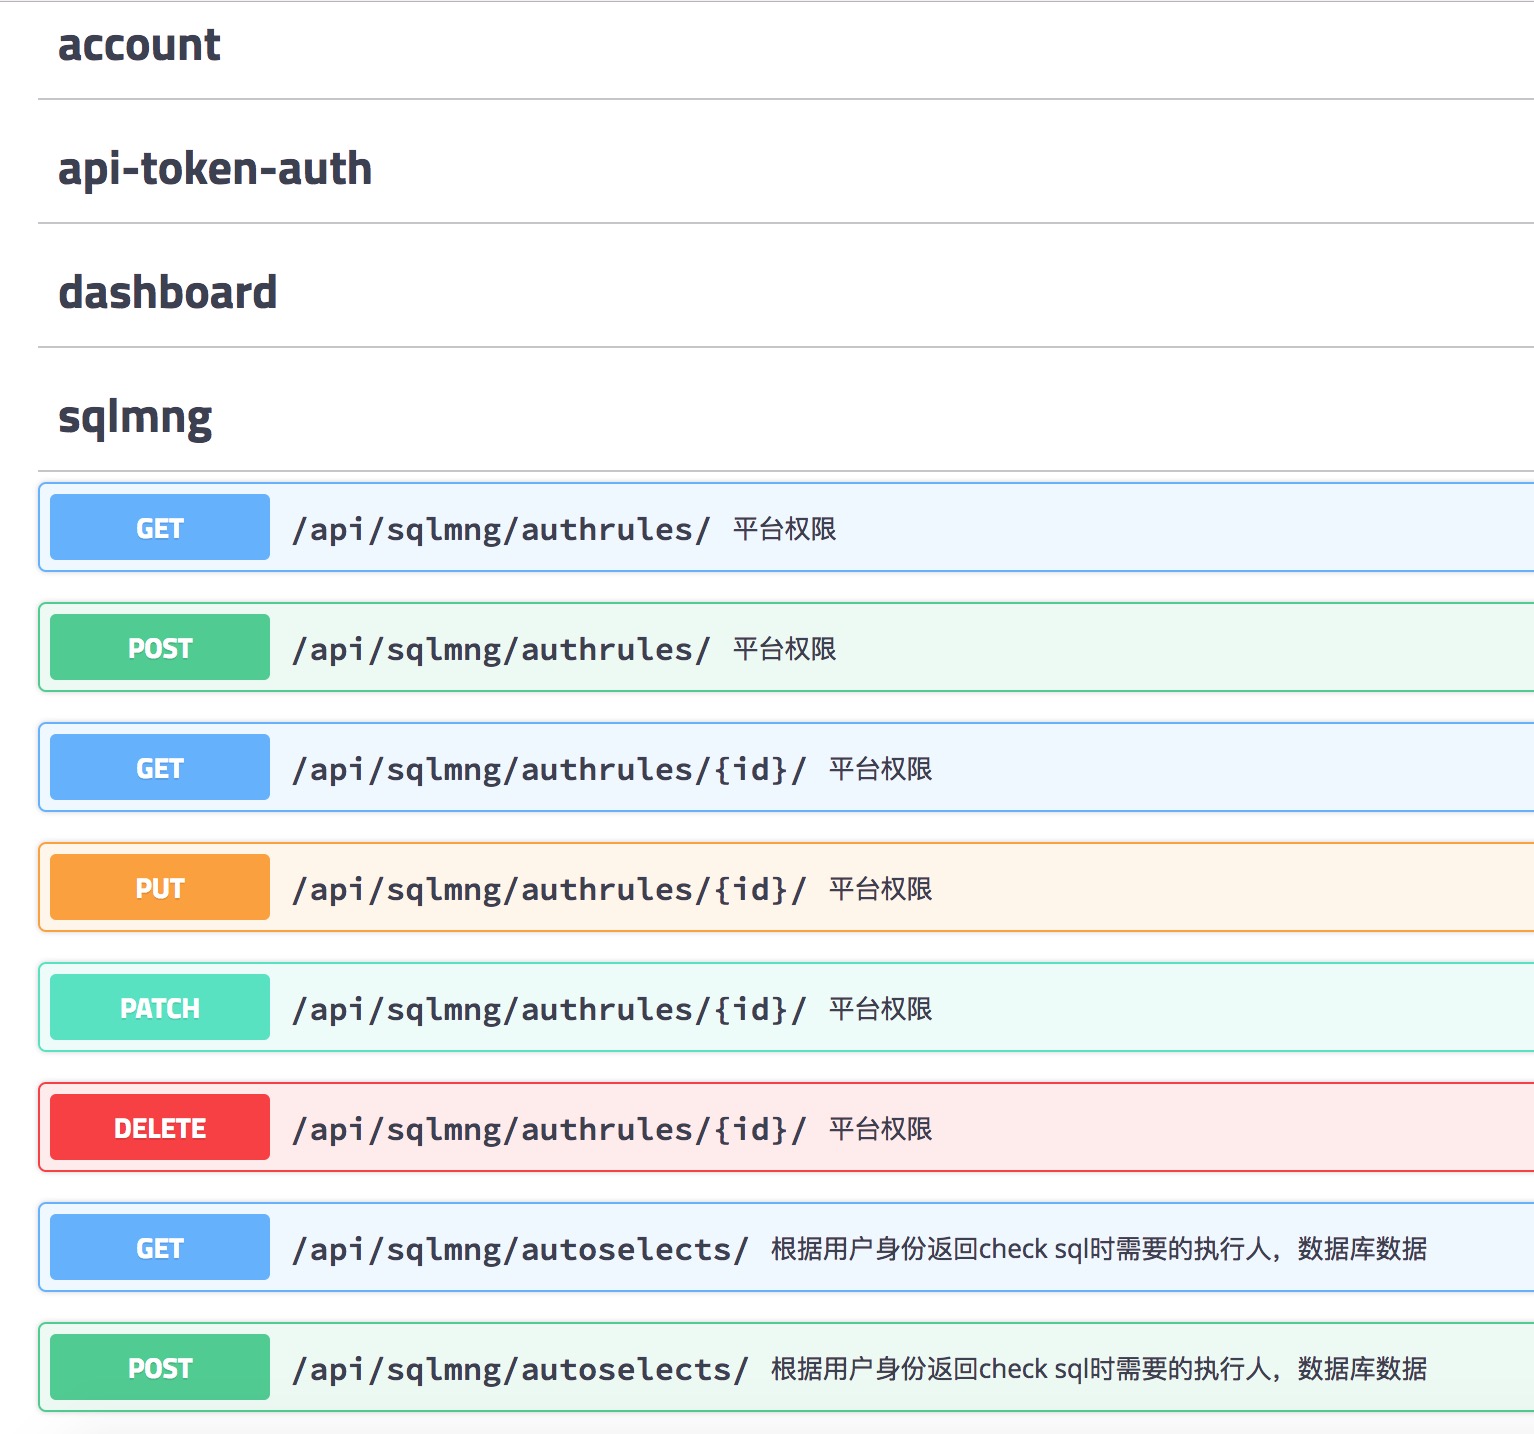 account
api-token-auth
dashboard
sqlmng
GET /api/sqlmng/authrules/ 平台权限
POST /api/sqlmng/authrules/ 平台权限
GET /api/sqlmng/authrules/{id}/ 平台权限
PUT /api/sqlmng/authrules/{id}/ 平台权限
PATCH /api/sqlmng/authrules/{id}/ 平台权限
DELETE /api/sqlmng/authrules/{id}/ 平台权限
GET /api/sqlmng/autoselects/ 根据用户身份返回check sql时需要的执行人，数据库数据
POST /api/sqlmng/autoselects/ 根据用户身份返回check sql时需要的执行人，数据库数据